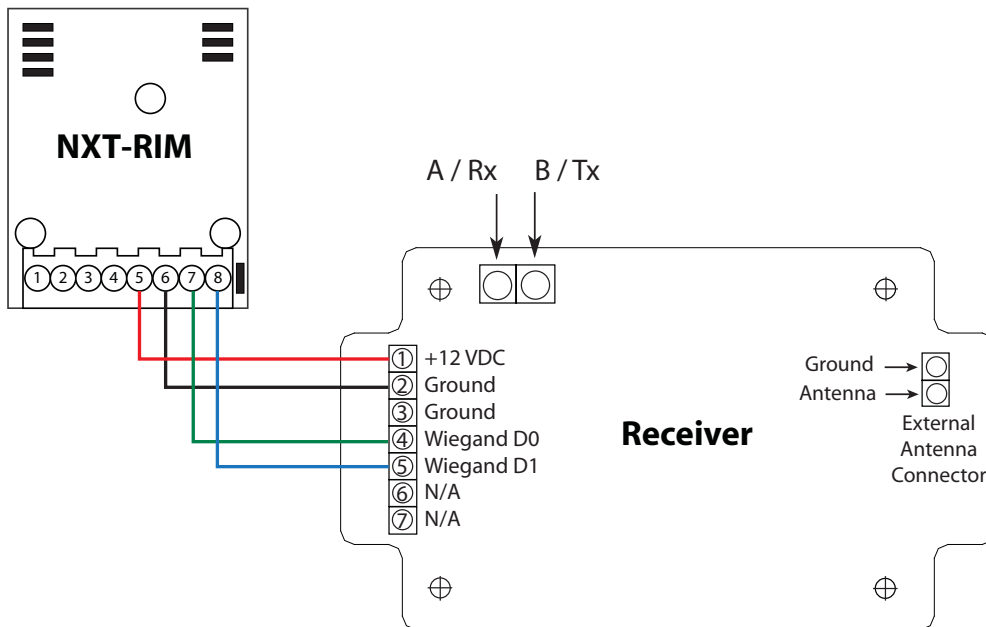 NXT-RIM
1 2 3 4 5 6 7 8
A / Rx B / Tx
1 +12 VDC
2 Ground
3 Ground
4 Wiegand D0
5 Wiegand D1
6 N/A
7 N/A
Receiver
Ground
Antenna
External
Antenna
Connector